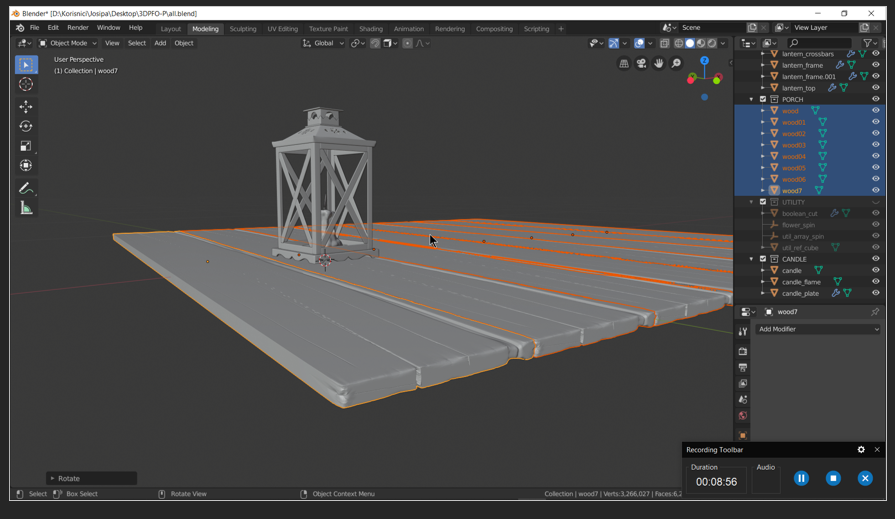 Blender* [D:\Korisnici\Josipa\Desktop\3DPFO-P\all.blend]
File Edit Render Window Help Layout Modeling Sculpting UV Editing Texture Paint Shading Animation Rendering Compositing Scripting + Scene View Layer
Object Mode View Select Add Object Global
User Perspective
(1) Collection | wood7
Z
lantern_crossbars
lantern_frame
lantern_frame.001
lantern_top
PORCH
wood
wood01
wood02
wood03
wood04
wood05
wood06
wood7
UTILITY
boolean_cut
flower_spin
util_array_spin
util_ref_cube
CANDLE
candle
candle_flame
candle_plate
wood7
Add Modifier
Rotate
Recording Toolbar
Duration Audio
00:08:56
Select Box Select Rotate View Object Context Menu Collection | wood7 | Verts:3,266,027 | Faces:6,2